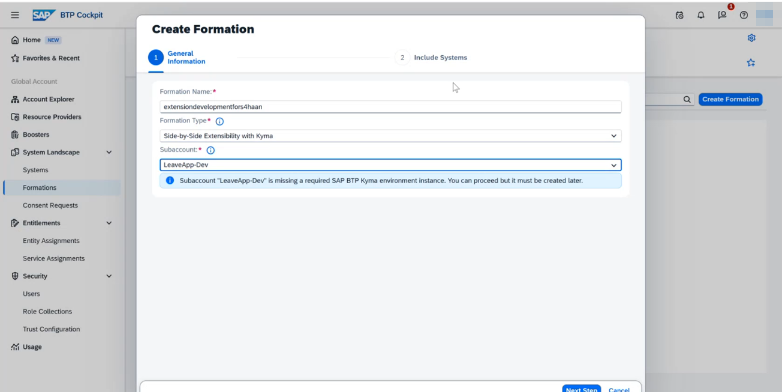 SAP BTP Cockpit
1
Home NEW
Favorites & Recent
Global Account
Account Explorer
Resource Providers
Boosters
System Landscape
Systems
Formations
Consent Requests
Entitlements
Entity Assignments
Service Assignments
Security
Users
Role Collections
Trust Configuration
Usage
Create Formation
Create Formation
1 General Information
2 Include Systems
Formation Name:*
extensiondevelopmentfors4haan
Formation Type:*
Side-by-Side Extensibility with Kyma
Subaccount:*
LeaveApp-Dev
Subaccount "LeaveApp-Dev" is missing a required SAP BTP Kyma environment instance. You can proceed but it must be created later.
Next Step Cancel